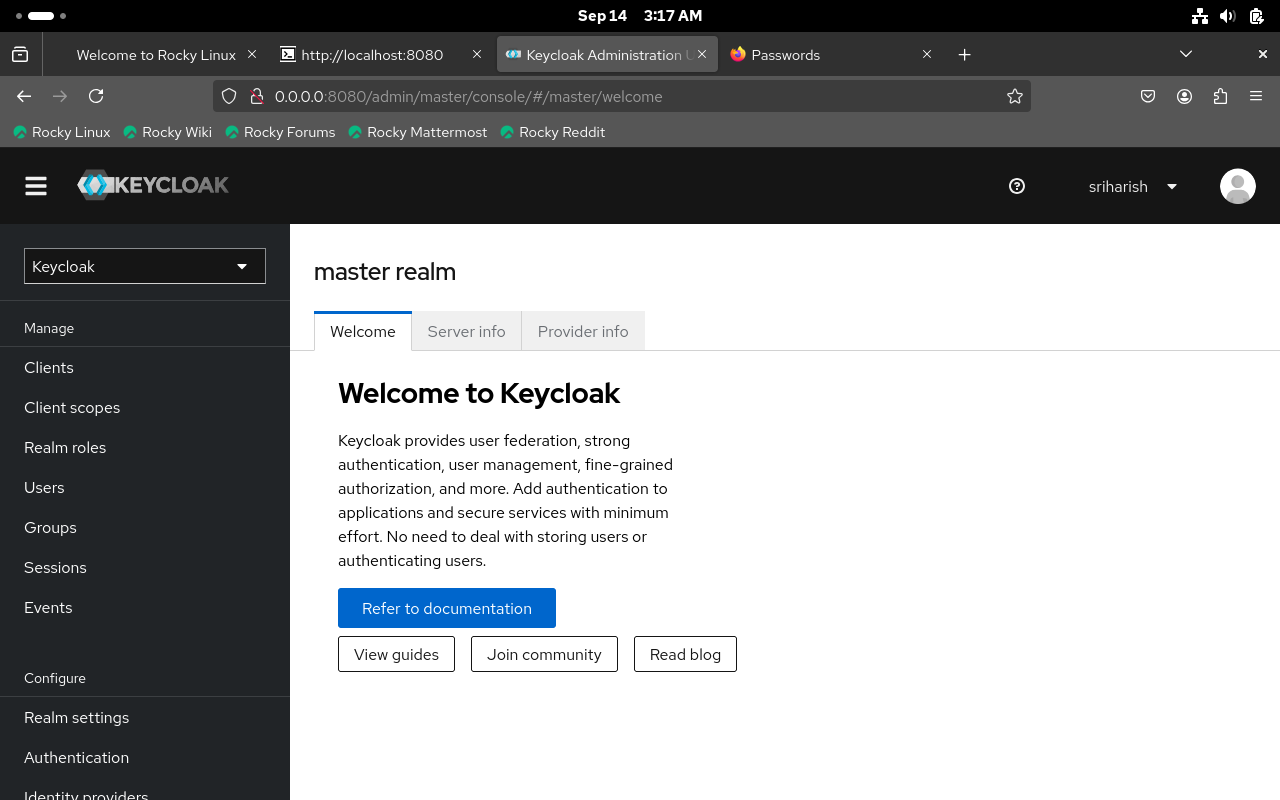 Sep 14 3:17 AM
Welcome to Rocky Linux
http://localhost:8080
Keycloak Administration
Passwords
0.0.0.0:8080/admin/master/console/#/master/welcome
Rocky Linux
Rocky Wiki
Rocky Forums
Rocky Mattermost
Rocky Reddit
KEYCLOAK
sriharish
Keycloak
Manage
Clients
Client scopes
Realm roles
Users
Groups
Sessions
Events
Configure
Realm settings
Authentication
Identity providers
master realm
Welcome
Server info
Provider info
Welcome to Keycloak
Keycloak provides user federation, strong
authentication, user management, fine-grained
authorization, and more. Add authentication to
applications and secure services with minimum
effort. No need to deal with storing users or
authenticating users.
Refer to documentation
View guides
Join community
Read blog